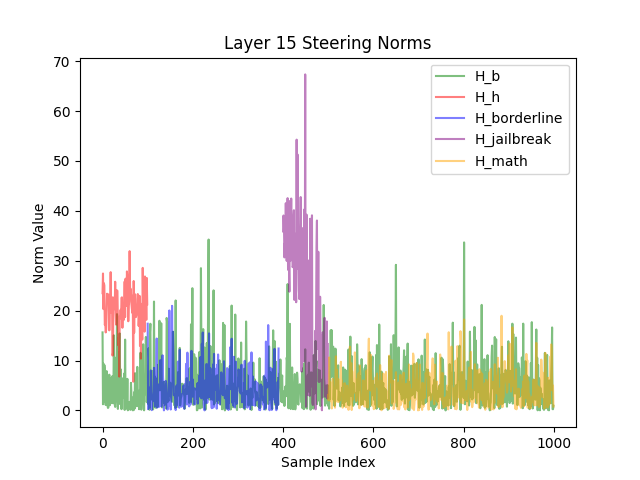 Layer 15 Steering Norms
70
60
50
40
30
20
10
0
Norm Value
H_b
H_h
H_borderline
H_jailbreak
H_math
0
200
400
600
800
1000
Sample Index